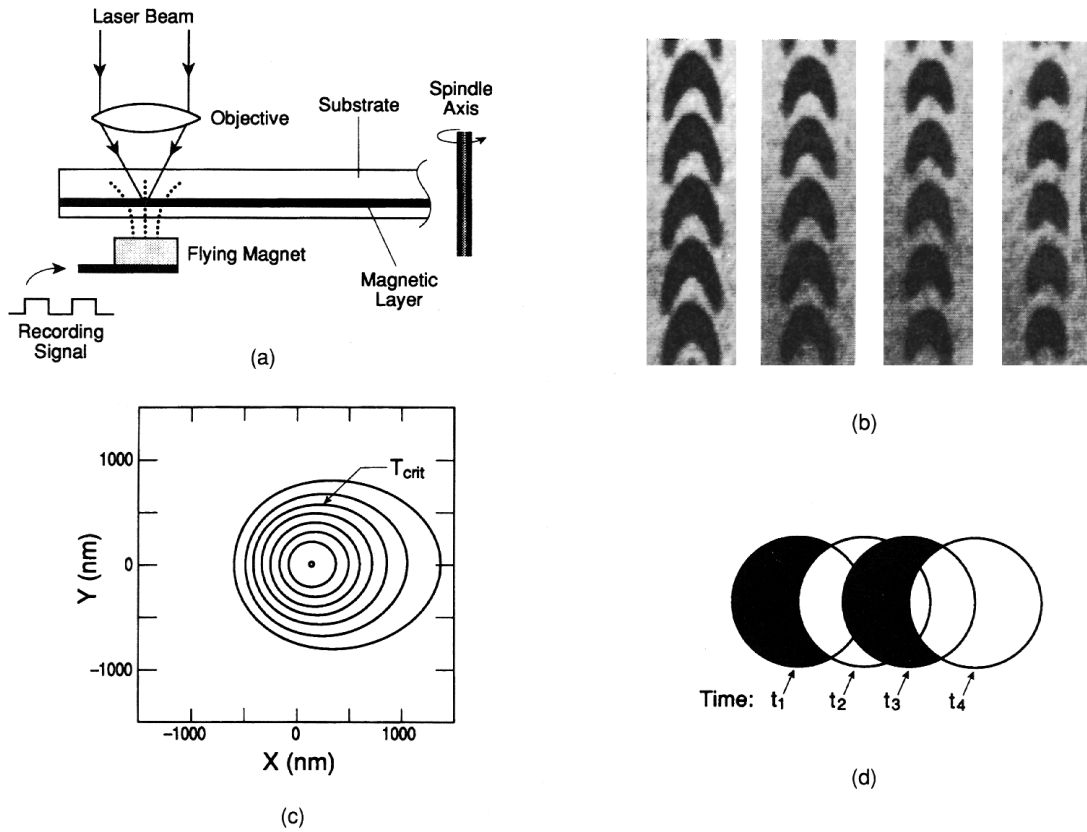 Laser Beam
Objective
Substrate
Spindle
Axis
Flying Magnet
Magnetic
Layer
Recording
Signal
(a)
(b)
T_crit
1000
0
-1000
Y (nm)
-1000
0
1000
X (nm)
(c)
Time: t1 t2 t3 t4
(d)